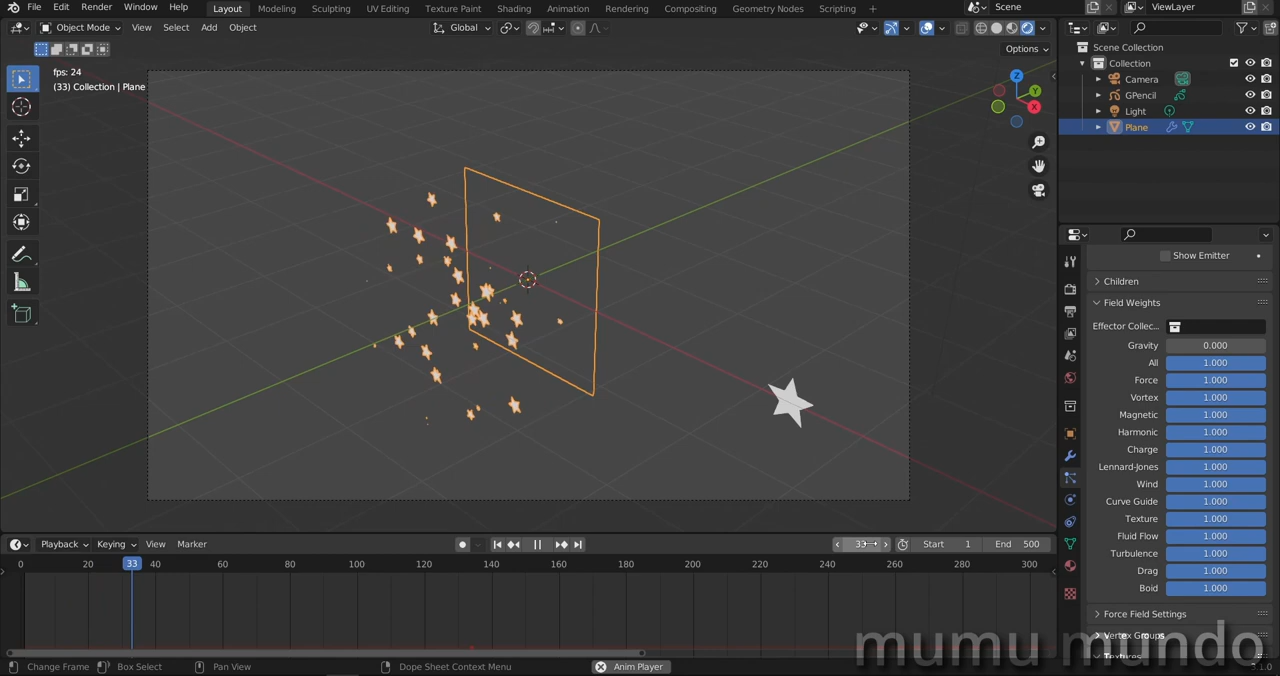 File Edit Render Window Help Layout Modeling Sculpting UV Editing Texture Paint Shading Animation Rendering Compositing Geometry Nodes Scripting + Scene ViewLayer
Object Mode View Select Add Object Global
Options
fps: 24
(33) Collection | Plane
Z
Y
X
Scene Collection
Collection
Camera
GPencil
Light
Plane
Show Emitter
Children
Field Weights
Effector Collec...
Gravity 0.000
All 1.000
Force 1.000
Vortex 1.000
Magnetic 1.000
Harmonic 1.000
Charge 1.000
Lennard-Jones 1.000
Wind 1.000
Curve Guide 1.000
Texture 1.000
Fluid Flow 1.000
Turbulence 1.000
Drag 1.000
Boid 1.000
Force Field Settings
Vertex Groups
Textures
Playback Keying View Marker 33 Start 1 End 500
0 20 33 40 60 80 100 120 140 160 180 200 220 240 260 280 300
mumu mundo
Change Frame Box Select Pan View Dope Sheet Context Menu Anim Player 3.1.0